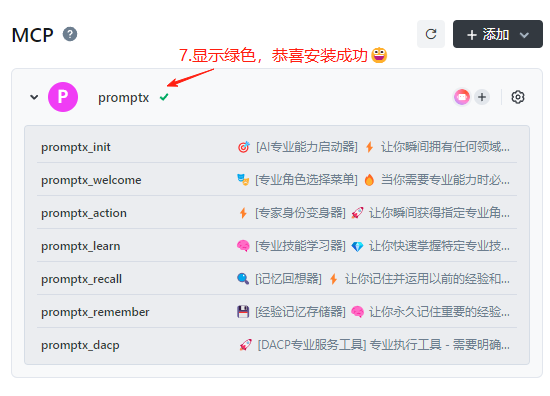 MCP ?
+ 添加
7.显示绿色，恭喜安装成功
P promptx
promptx_init [AI专业能力启动器] 让你瞬间拥有任何领域...
promptx_welcome [专业角色选择菜单] 当你需要专业能力时必...
promptx_action [专家身份变身器] 让你瞬间获得指定专业角...
promptx_learn [专业技能学习器] 让你快速掌握特定专业技...
promptx_recall [记忆回想器] 让你记住并运用以前的经验和...
promptx_remember [经验记忆存储器] 让你永久记住重要的经验...
promptx_dacp [DACP专业服务工具] 专业执行工具 - 需要明确...